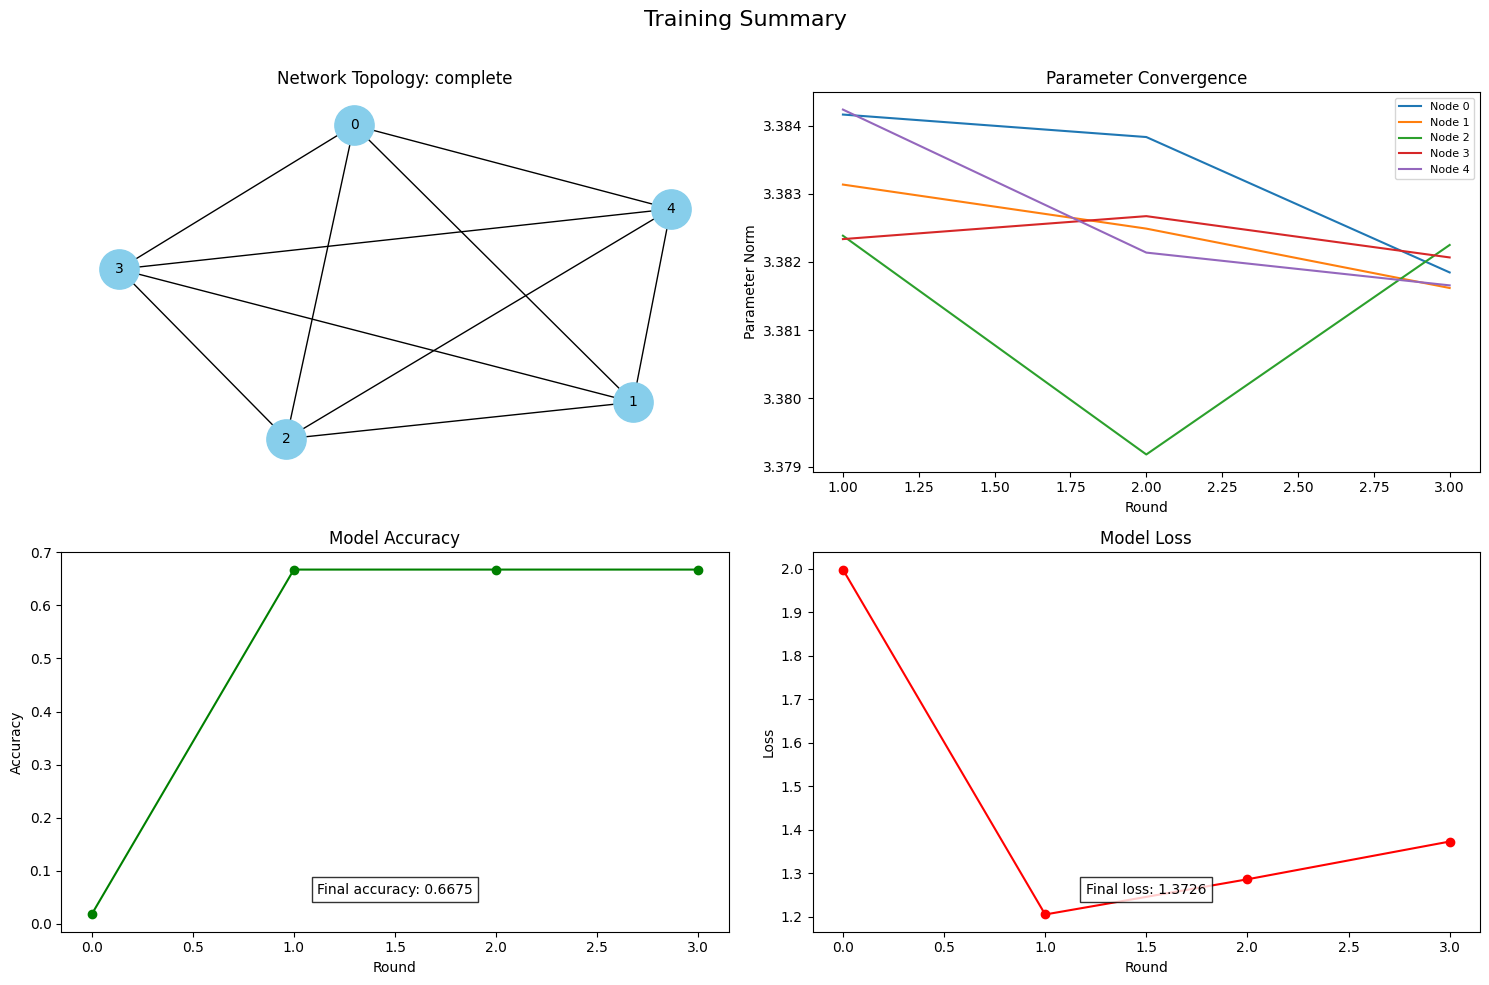 Training Summary
Network Topology: complete
0
4
3
1
2
Parameter Convergence
Parameter Norm
3.384
3.383
3.382
3.381
3.380
3.379
Node 0
Node 1
Node 2
Node 3
Node 4
1.00 1.25 1.50 1.75 2.00 2.25 2.50 2.75 3.00
Round
Model Accuracy
Accuracy
0.7
0.6
0.5
0.4
0.3
0.2
0.1
0.0
Final accuracy: 0.6675
0.0 0.5 1.0 1.5 2.0 2.5 3.0
Round
Model Loss
Loss
2.0
1.9
1.8
1.7
1.6
1.5
1.4
1.3
1.2
Final loss: 1.3726
0.0 0.5 1.0 1.5 2.0 2.5 3.0
Round